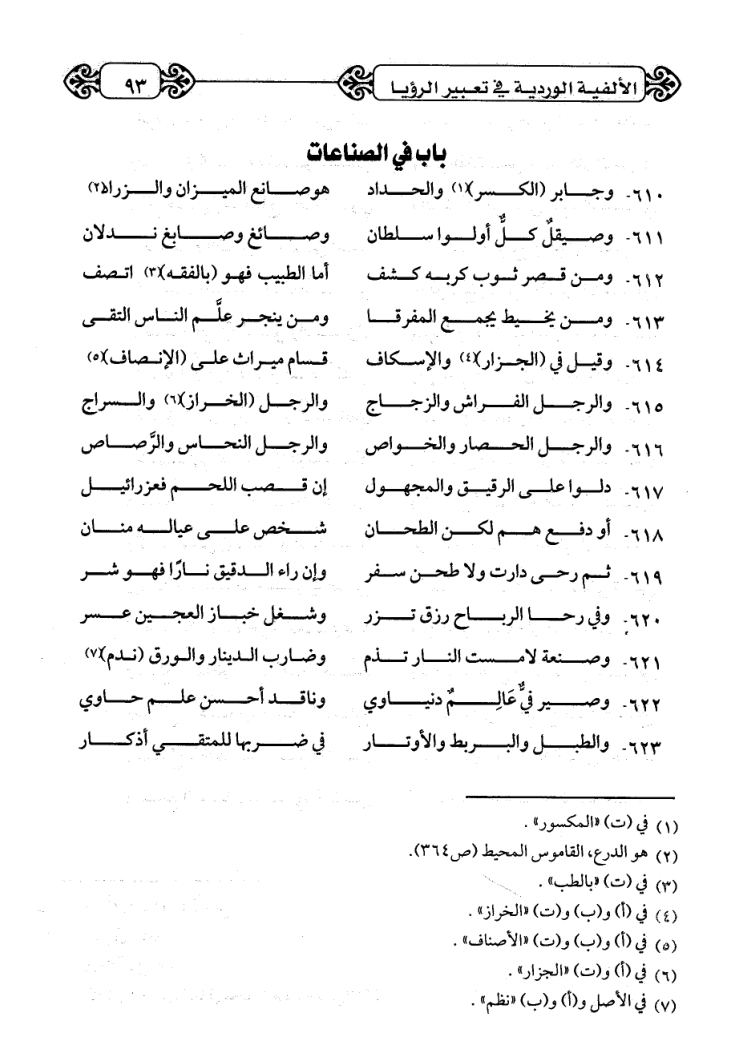 الألفية الوردية في تعبير الرؤيا ٩٣
باب في الصناعات
٦١٠- وجابر (الكسر)(١) والحداد هو صانع الميزان والزراد(٢)
٦١١- وصيقلٌ كلٌّ أولوا سلطان وصائغ وصابغ نذلان
٦١٢- ومن قصر ثوب كربه كشف أما الطبيب فهو (بالفقه)(٣) اتصف
٦١٣- ومن يخيط يجمع المفرقا ومن ينجر علَّم الناس التقى
٦١٤- وقيل في (الجزار)(٤) والإسكاف قسام ميراث على (الإنصاف)(٥)
٦١٥- والرجل الفراش والزجاج والرجل (الخراز)(٦) والسراج
٦١٦- والرجل الحصار والخواص والرجل النحاس والرَّصاص
٦١٧- دلوا على الرقيق والمجهول إن قصب اللحم فعزرائيل
٦١٨- أو دفع هم لكن الطحان شخص على عياله منان
٦١٩- ثم رحى دارت ولا طحن سفر وإن راء الدقيق نارًا فهو شر
٦٢٠- وفي رحا الرياح رزق تزر وشغل خباز العجين عسر
٦٢١- وصنعة لامست النار تذم وضارب الدينار والورق (ندم)(٧)
٦٢٢- وصيرفيٌّ عَالِمٌ دنياوي وناقد أحسن علم حاوي
٦٢٣- والطبل والبربط والأوتار في ضربها للمتقي أذكار
(١) في (ت) «المكسور».
(٢) هو الدرع، القاموس المحيط (ص٣٦٤).
(٣) في (ت) «بالطب».
(٤) في (أ) و(ب) و(ت) «الخراز».
(٥) في (أ) و(ب) و(ت) «الأصناف».
(٦) في (أ) و(ت) «الجزار».
(٧) في الأصل و(أ) و(ب) «نظم».